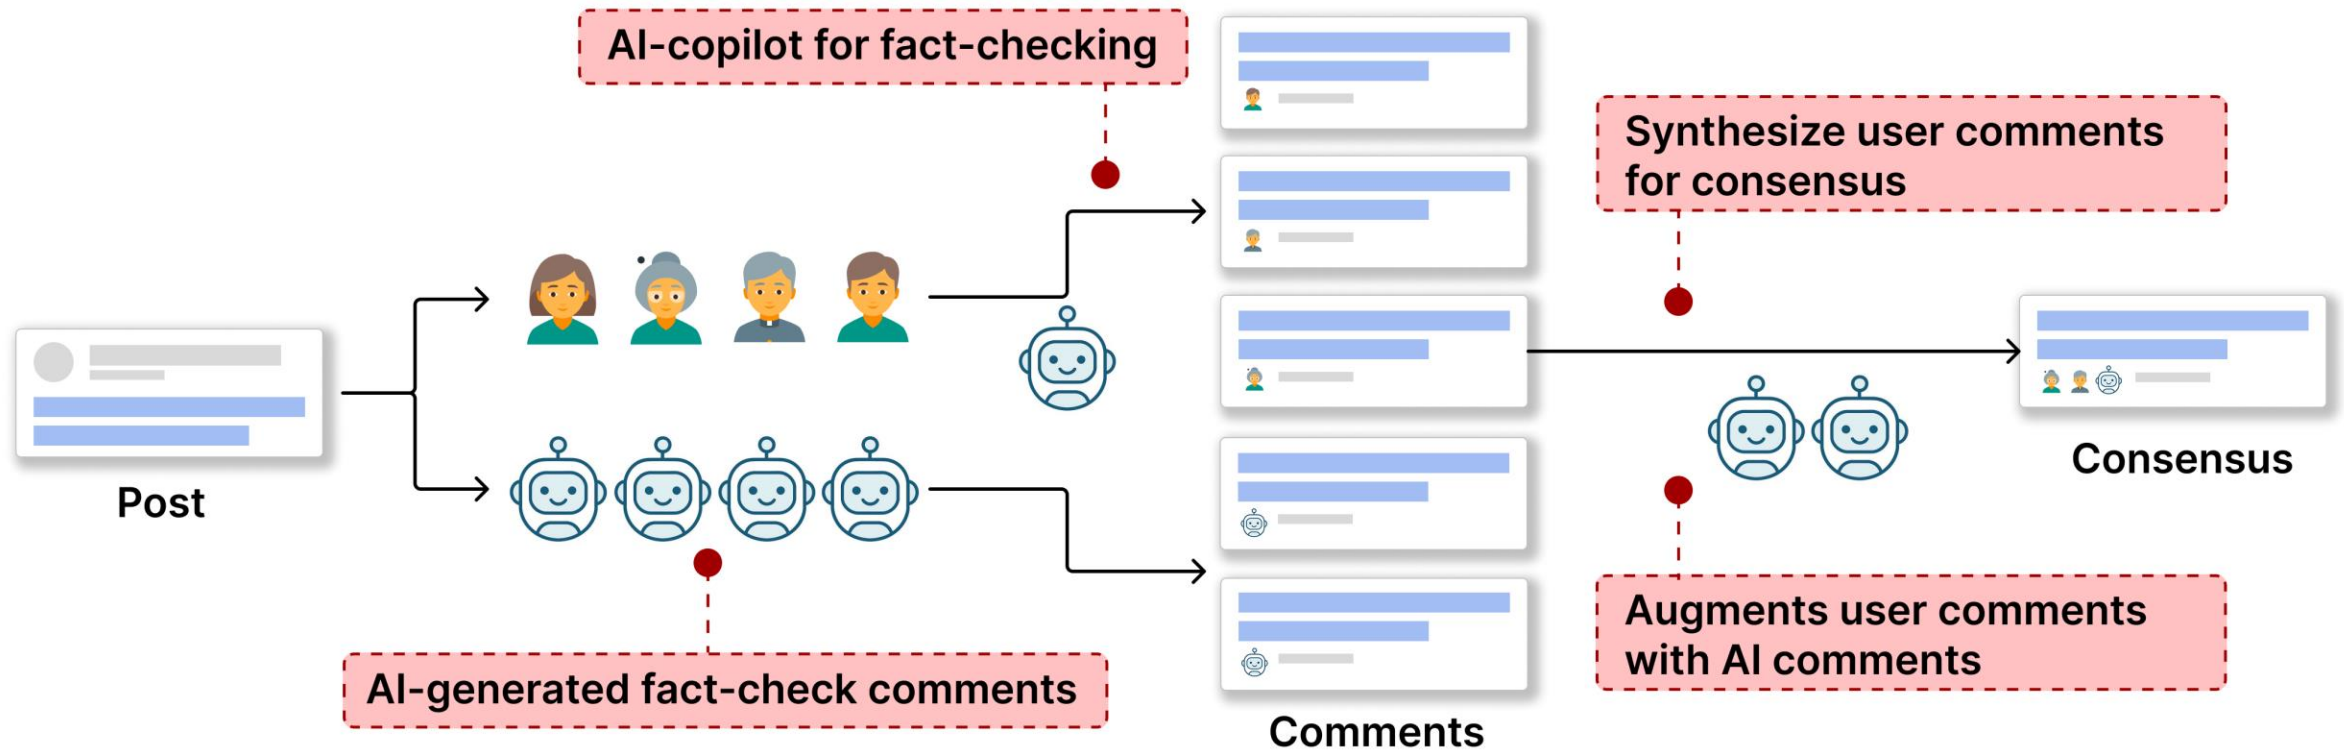 AI-copilot for fact-checking
Synthesize user comments
for consensus
Post
Consensus
AI-generated fact-check comments
Augments user comments
with AI comments
Comments